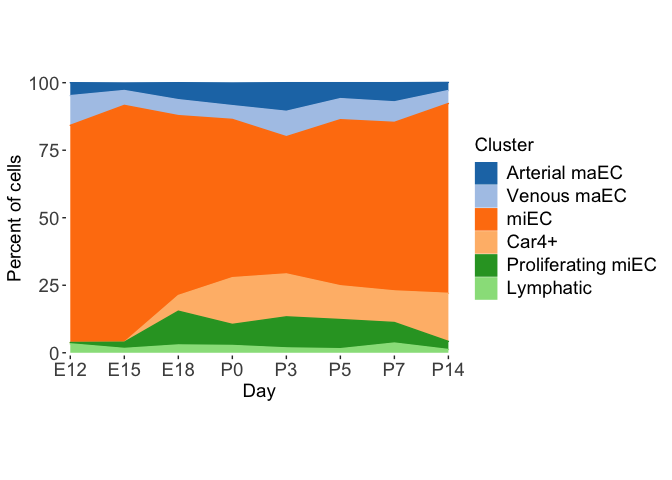 100
75
50
25
0
Percent of cells
E12 E15 E18 P0 P3 P5 P7 P14
Day
Cluster
Arterial maEC
Venous maEC
miEC
Car4+
Proliferating miEC
Lymphatic